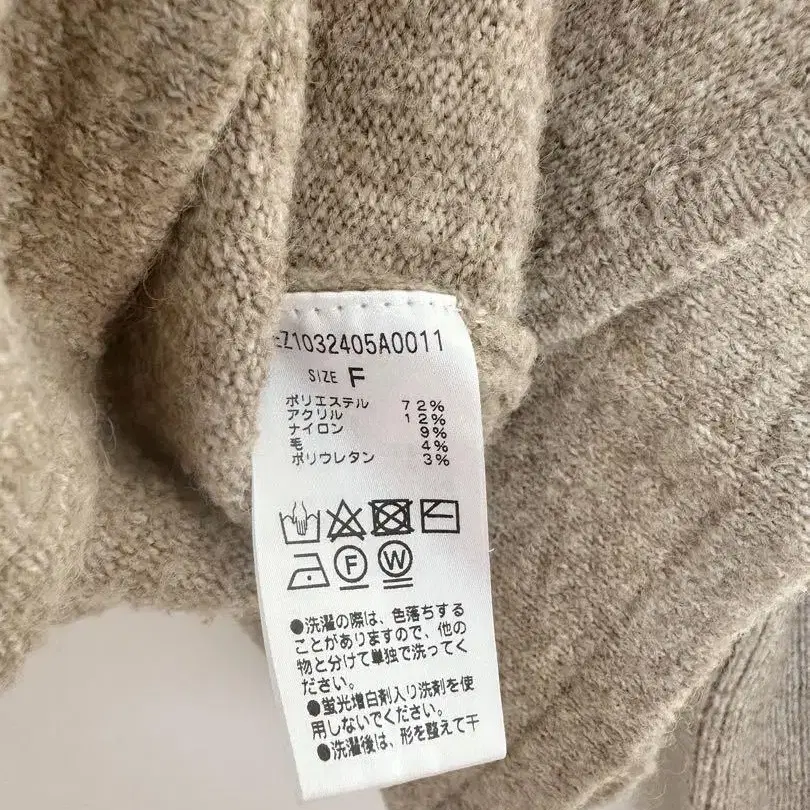 EZ1032405A0011
SIZE F
ポリエステル 72%
アクリル 12%
ナイロン 9%
毛 4%
ポリウレタン 3%
F W
●洗濯の際は、色落ちする
ことがありますので、他の
物と分けて単独で洗ってく
ださい。
●蛍光増白剤入り洗剤を使
用しないでください。
●洗濯後は、形を整えて干